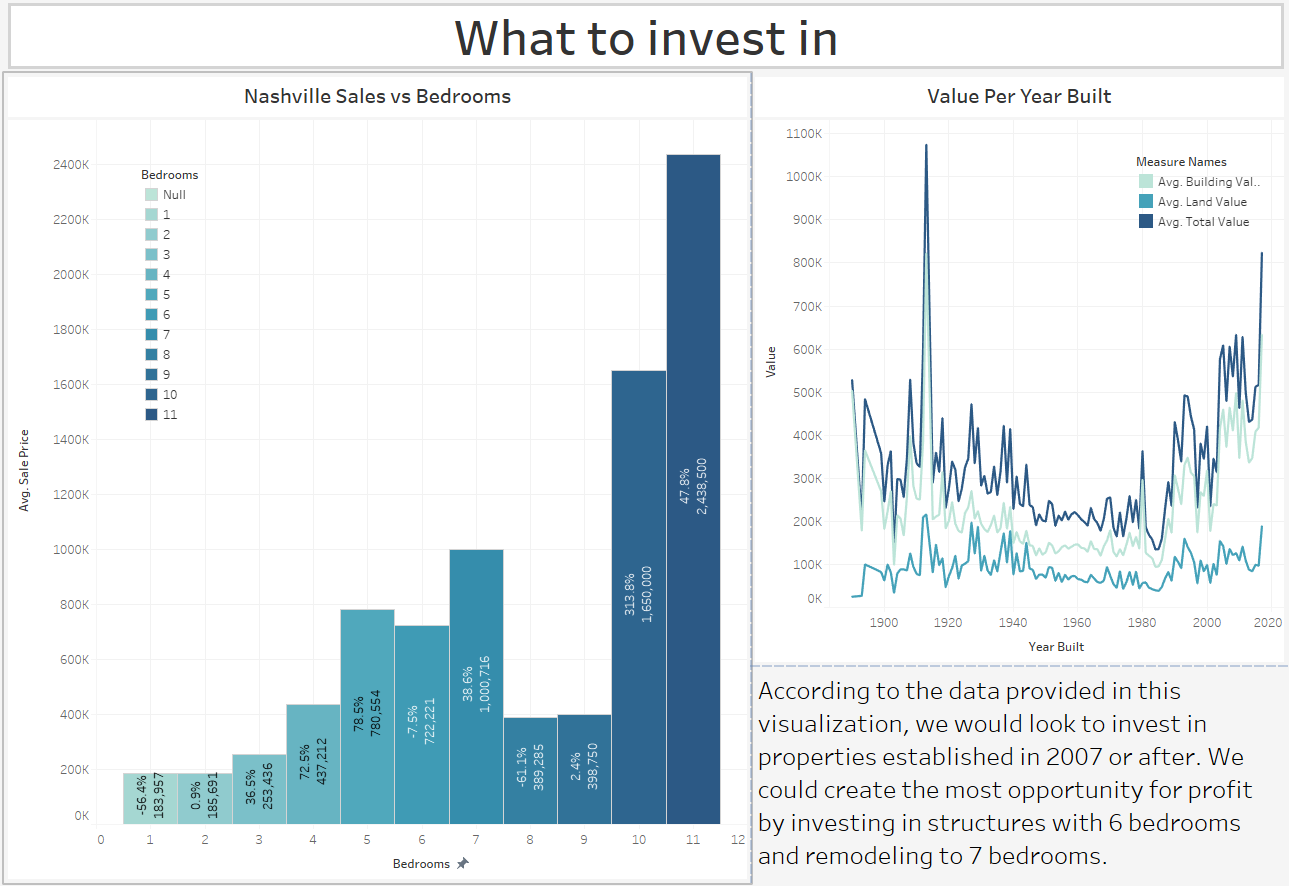 What to invest in
Nashville Sales vs Bedrooms
2400K
2200K
2000K
1800K
1600K
1400K
1200K
1000K
800K
600K
400K
200K
0K
Avg. Sale Price
Bedrooms
Null
1
2
3
4
5
6
7
8
9
10
11
-56.4%
183,957
0.9%
185,691
36.5%
253,436
72.5%
437,212
78.5%
780,554
-7.5%
722,221
38.6%
1,000,716
-61.1%
389,285
2.4%
398,750
313.8%
1,650,000
47.8%
2,438,500
0 1 2 3 4 5 6 7 8 9 10 11 12
Bedrooms
Value Per Year Built
1100K
1000K
900K
800K
700K
600K
500K
400K
300K
200K
100K
0K
Value
Measure Names
Avg. Building Val..
Avg. Land Value
Avg. Total Value
1900 1920 1940 1960 1980 2000 2020
Year Built
According to the data provided in this
visualization, we would look to invest in
properties established in 2007 or after. We
could create the most opportunity for profit
by investing in structures with 6 bedrooms
and remodeling to 7 bedrooms.